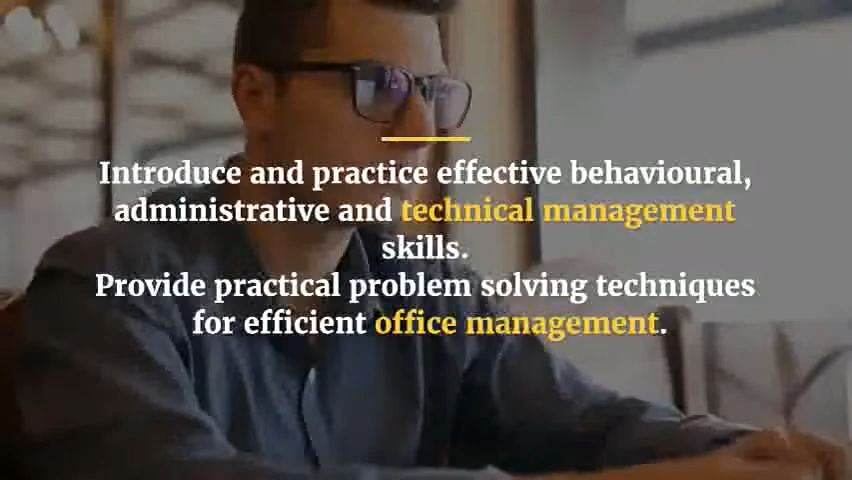 Introduce and practice effective behavioural,
administrative and technical management
skills.
Provide practical problem solving techniques
for efficient office management.